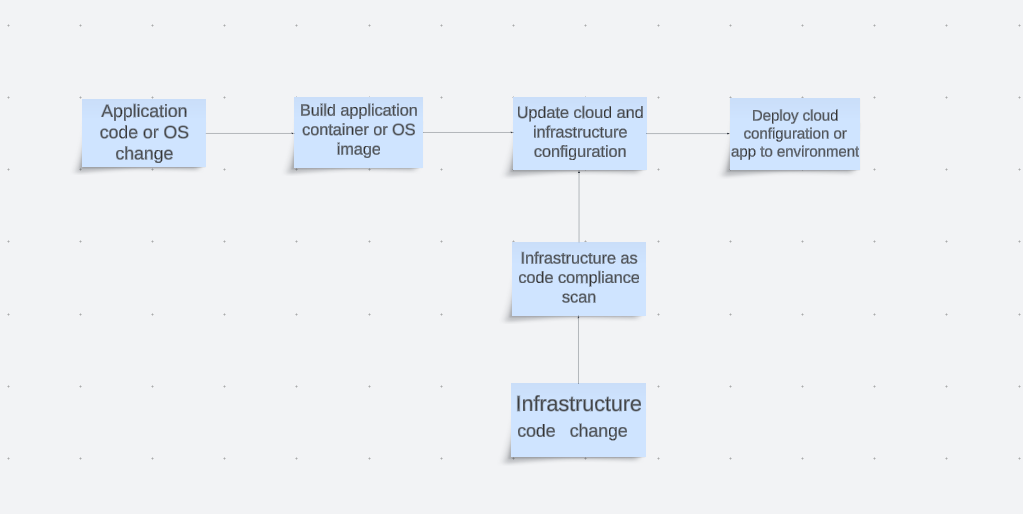 Application
code or OS
change
Build application
container or OS
image
Update cloud and
infrastructure
configuration
Deploy cloud
configuration or
app to environment
Infrastructure as
code compliance
scan
Infrastructure
code change